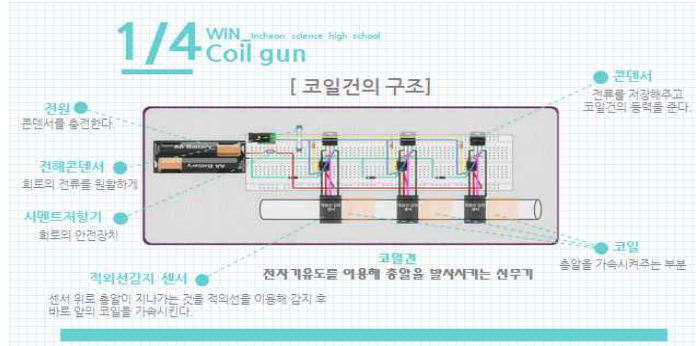 1/4
WIN_incheon science high school
Coil gun
[ 코일건의 구조]
콘덴서
전류를 저장해주고
코일건의 동력을 준다.
전원
콘덴서를 충전한다.
전해콘덴서
회로의 전류를 원활하게
시멘트저항기
회로의 안전장치
적외선감지 센서
센서 위로 총알이 지나가는 것을 적외선을 이용해 감지 후
바로 앞의 코일을 가속시킨다.
코일건
전자기유도를 이용해 총알을 발사시키는 신무기
코일
총알을 가속시켜주는 부분
AA Battery
AA Battery